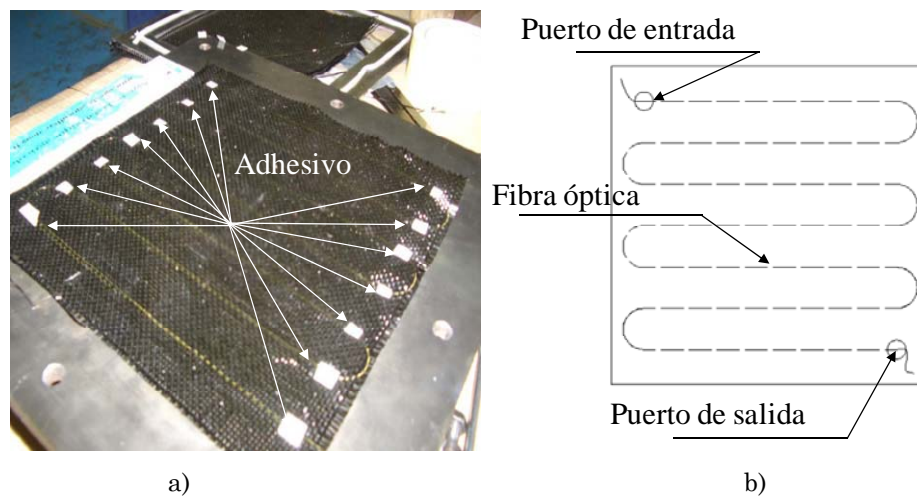 Puerto de entrada
Adhesivo
Fibra óptica
Puerto de salida
a)
b)